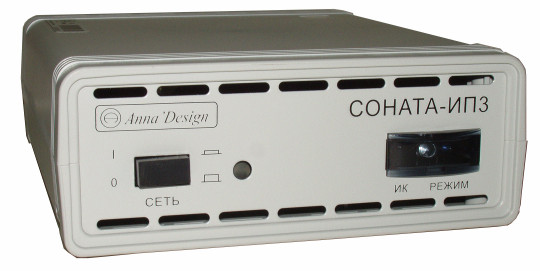 Anna'Design
СОНАТА-ИП3
I
0
СЕТЬ
ИК РЕЖИМ